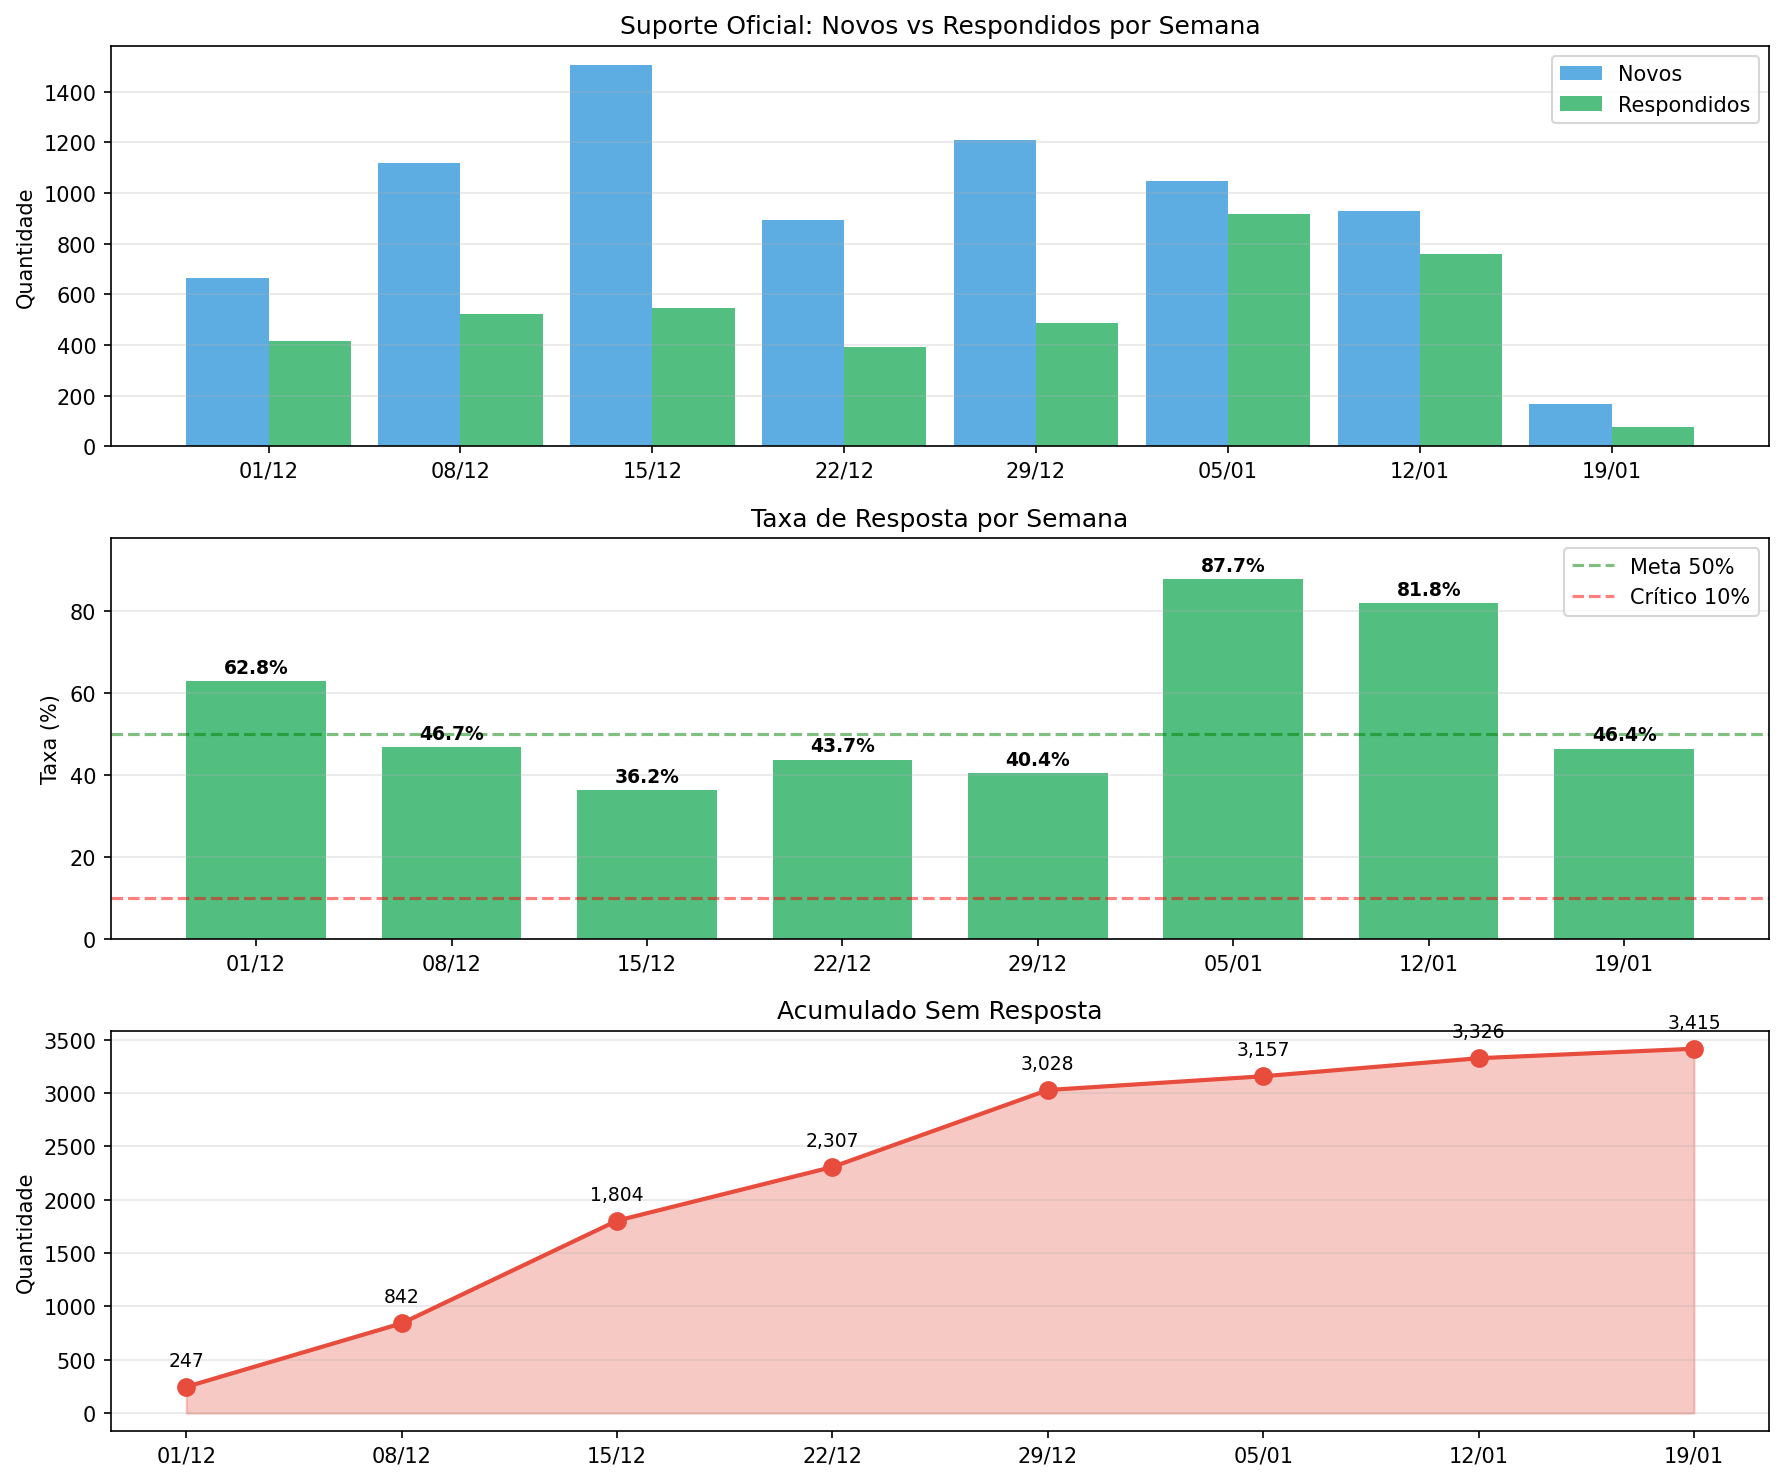 Suporte Oficial: Novos vs Respondidos por Semana
Quantidade
1400
1200
1000
800
600
400
200
0
Novos
Respondidos
01/12 08/12 15/12 22/12 29/12 05/01 12/01 19/01
Taxa de Resposta por Semana
Taxa (%)
80
60
40
20
0
Meta 50%
Crítico 10%
62.8% 46.7% 36.2% 43.7% 40.4% 87.7% 81.8% 46.4%
01/12 08/12 15/12 22/12 29/12 05/01 12/01 19/01
Acumulado Sem Resposta
Quantidade
3500
3000
2500
2000
1500
1000
500
0
247 842 1,804 2,307 3,028 3,157 3,326 3,415
01/12 08/12 15/12 22/12 29/12 05/01 12/01 19/01